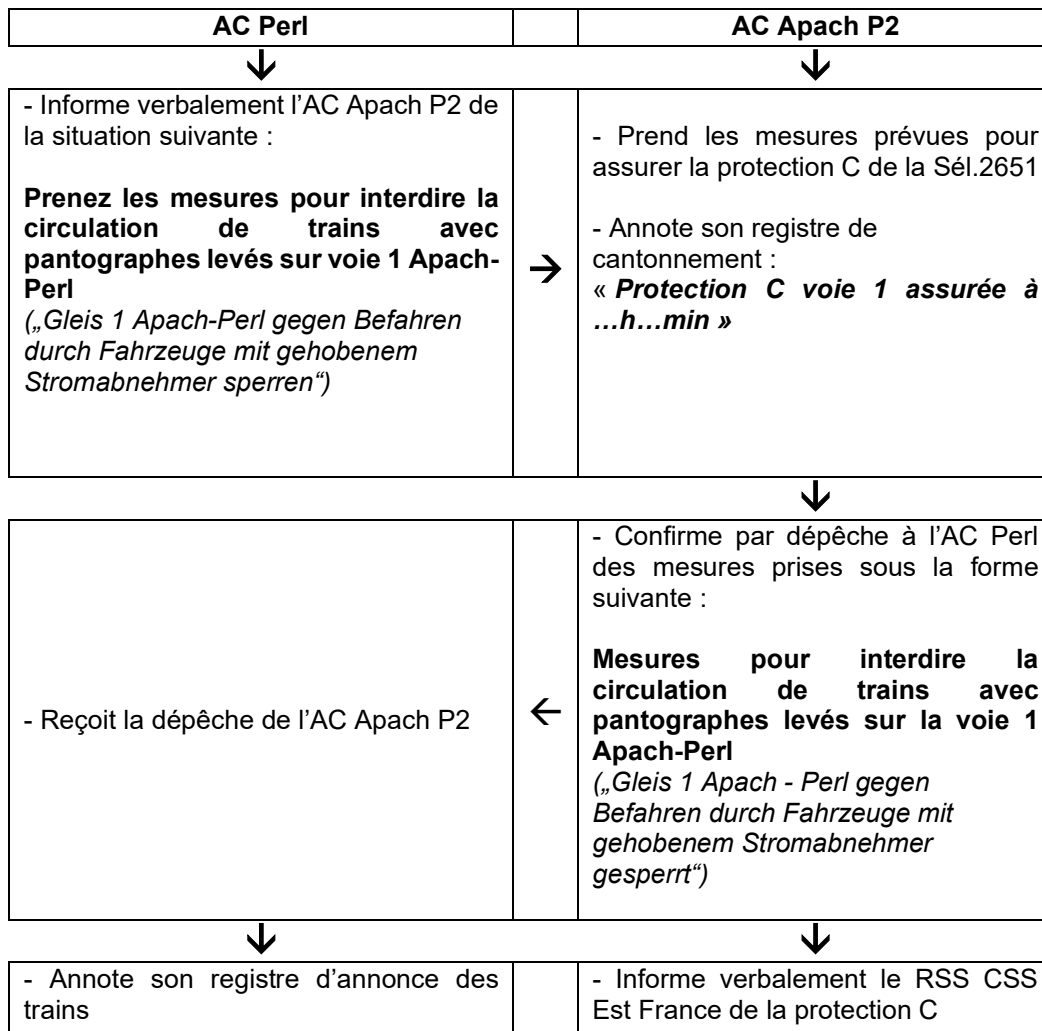 AC Perl
AC Apach P2
- Informe verbalement l’AC Apach P2 de
la situation suivante :
Prenez les mesures pour interdire la
circulation de trains avec
pantographes levés sur voie 1 Apach-
Perl
(„Gleis 1 Apach-Perl gegen Befahren
durch Fahrzeuge mit gehobenem
Stromabnehmer sperren“)
- Prend les mesures prévues pour
assurer la protection C de la Sél.2651
- Annote son registre de
cantonnement :
« Protection C voie 1 assurée à
…h…min »
- Reçoit la dépêche de l’AC Apach P2
- Confirme par dépêche à l’AC Perl
des mesures prises sous la forme
suivante :
Mesures pour interdire la
circulation de trains avec
pantographes levés sur la voie 1
Apach-Perl
(„Gleis 1 Apach - Perl gegen
Befahren durch Fahrzeuge mit
gehobenem Stromabnehmer
gesperrt“)
- Annote son registre d’annonce des
trains
- Informe verbalement le RSS CSS
Est France de la protection C